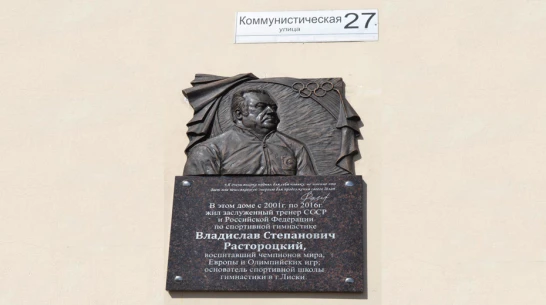 Коммунистическая 27
улица
В этом доме с 2001г. по 2016г.
жил заслуженный тренер СССР
и Российской Федерации
по спортивной гимнастике
Владислав Степанович
Растороцкий,
воспитавший чемпионов мира,
Европы и Олимпийских игр;
основатель спортивной школы
гимнастики в г.Лиски.